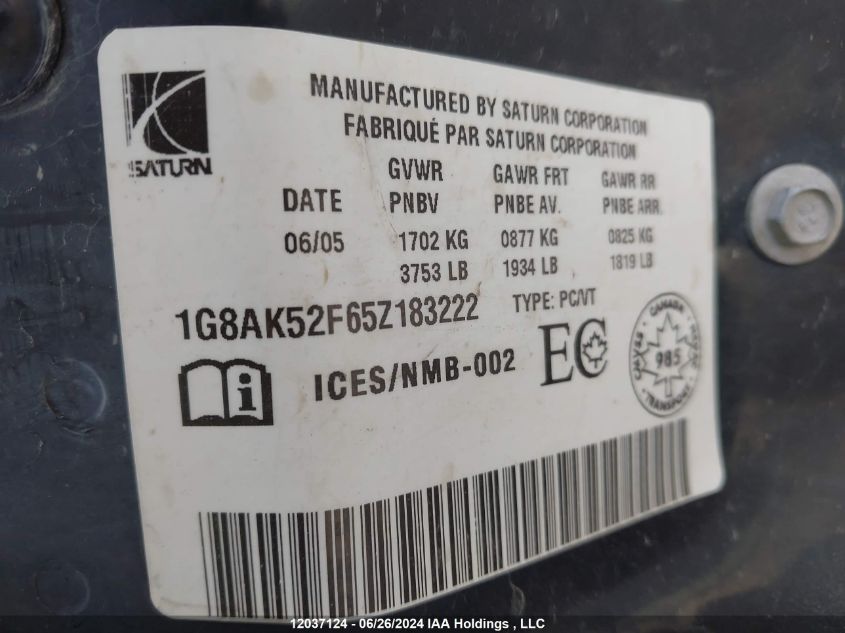 MANUFACTURED BY SATURN CORPORATION
FABRIQUÉ PAR SATURN CORPORATION
SATURN
GVWR GAWR FRT GAWR RR
DATE PNBV PNBE AV. PNBE ARR.
06/05 1702 KG 0877 KG 0825 KG
3753 LB 1934 LB 1819 LB
1G8AK52F65Z183222 TYPE: PC/VT
i ICES/NMB-002 EC
CANADA
985
TRANSPORT
12037124 - 06/26/2024 IAA Holdings , LLC